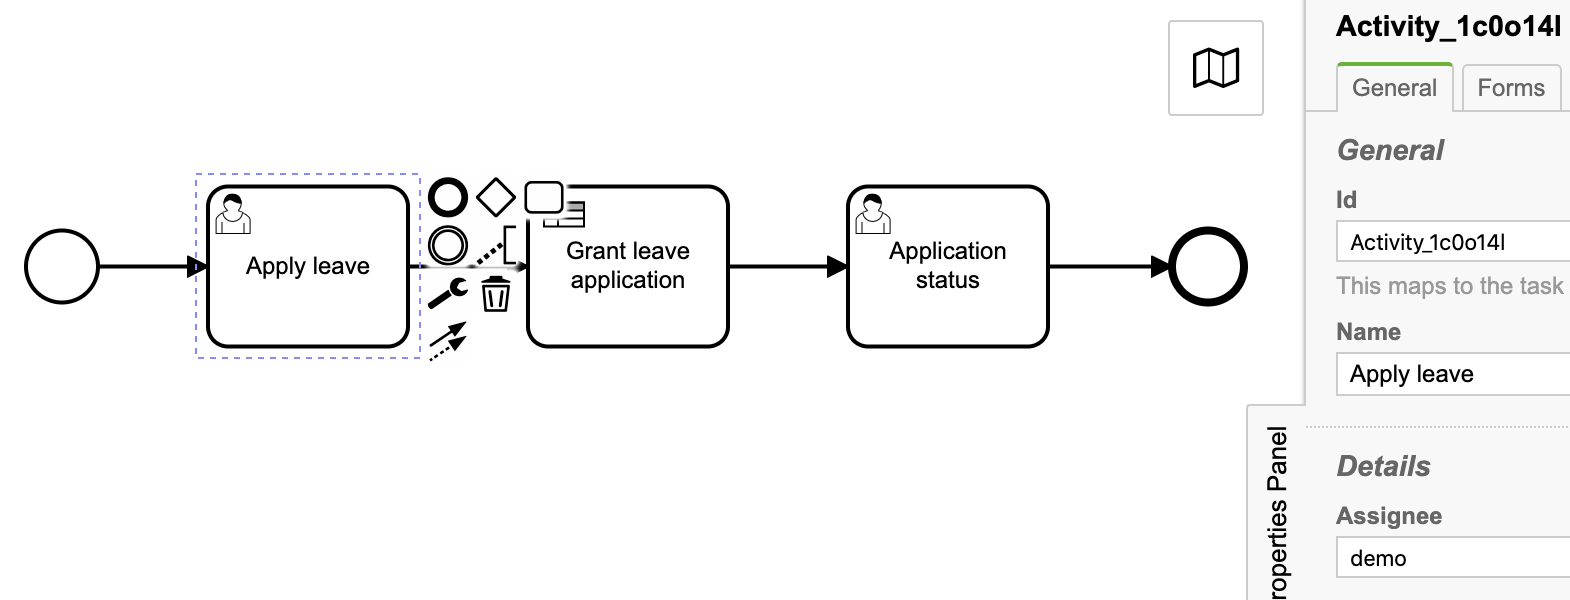 Activity_1c0o14l
General
Forms
General
Id
Activity_1c0o14l
This maps to the task
Name
Apply leave
Details
Assignee
demo
roperties Panel
Apply leave
Grant leave
application
Application
status